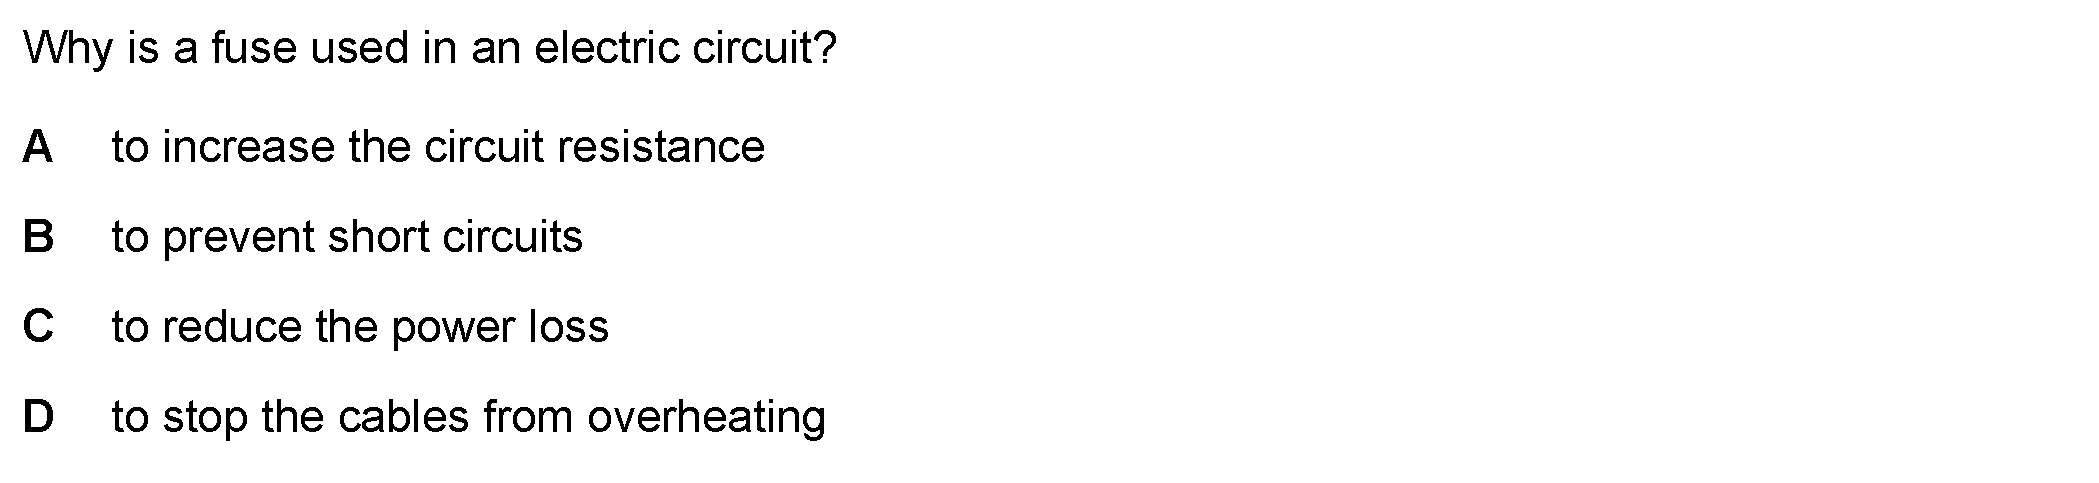 Why is a fuse used in an electric circuit?
A to increase the circuit resistance
B to prevent short circuits
C to reduce the power loss
D to stop the cables from overheating